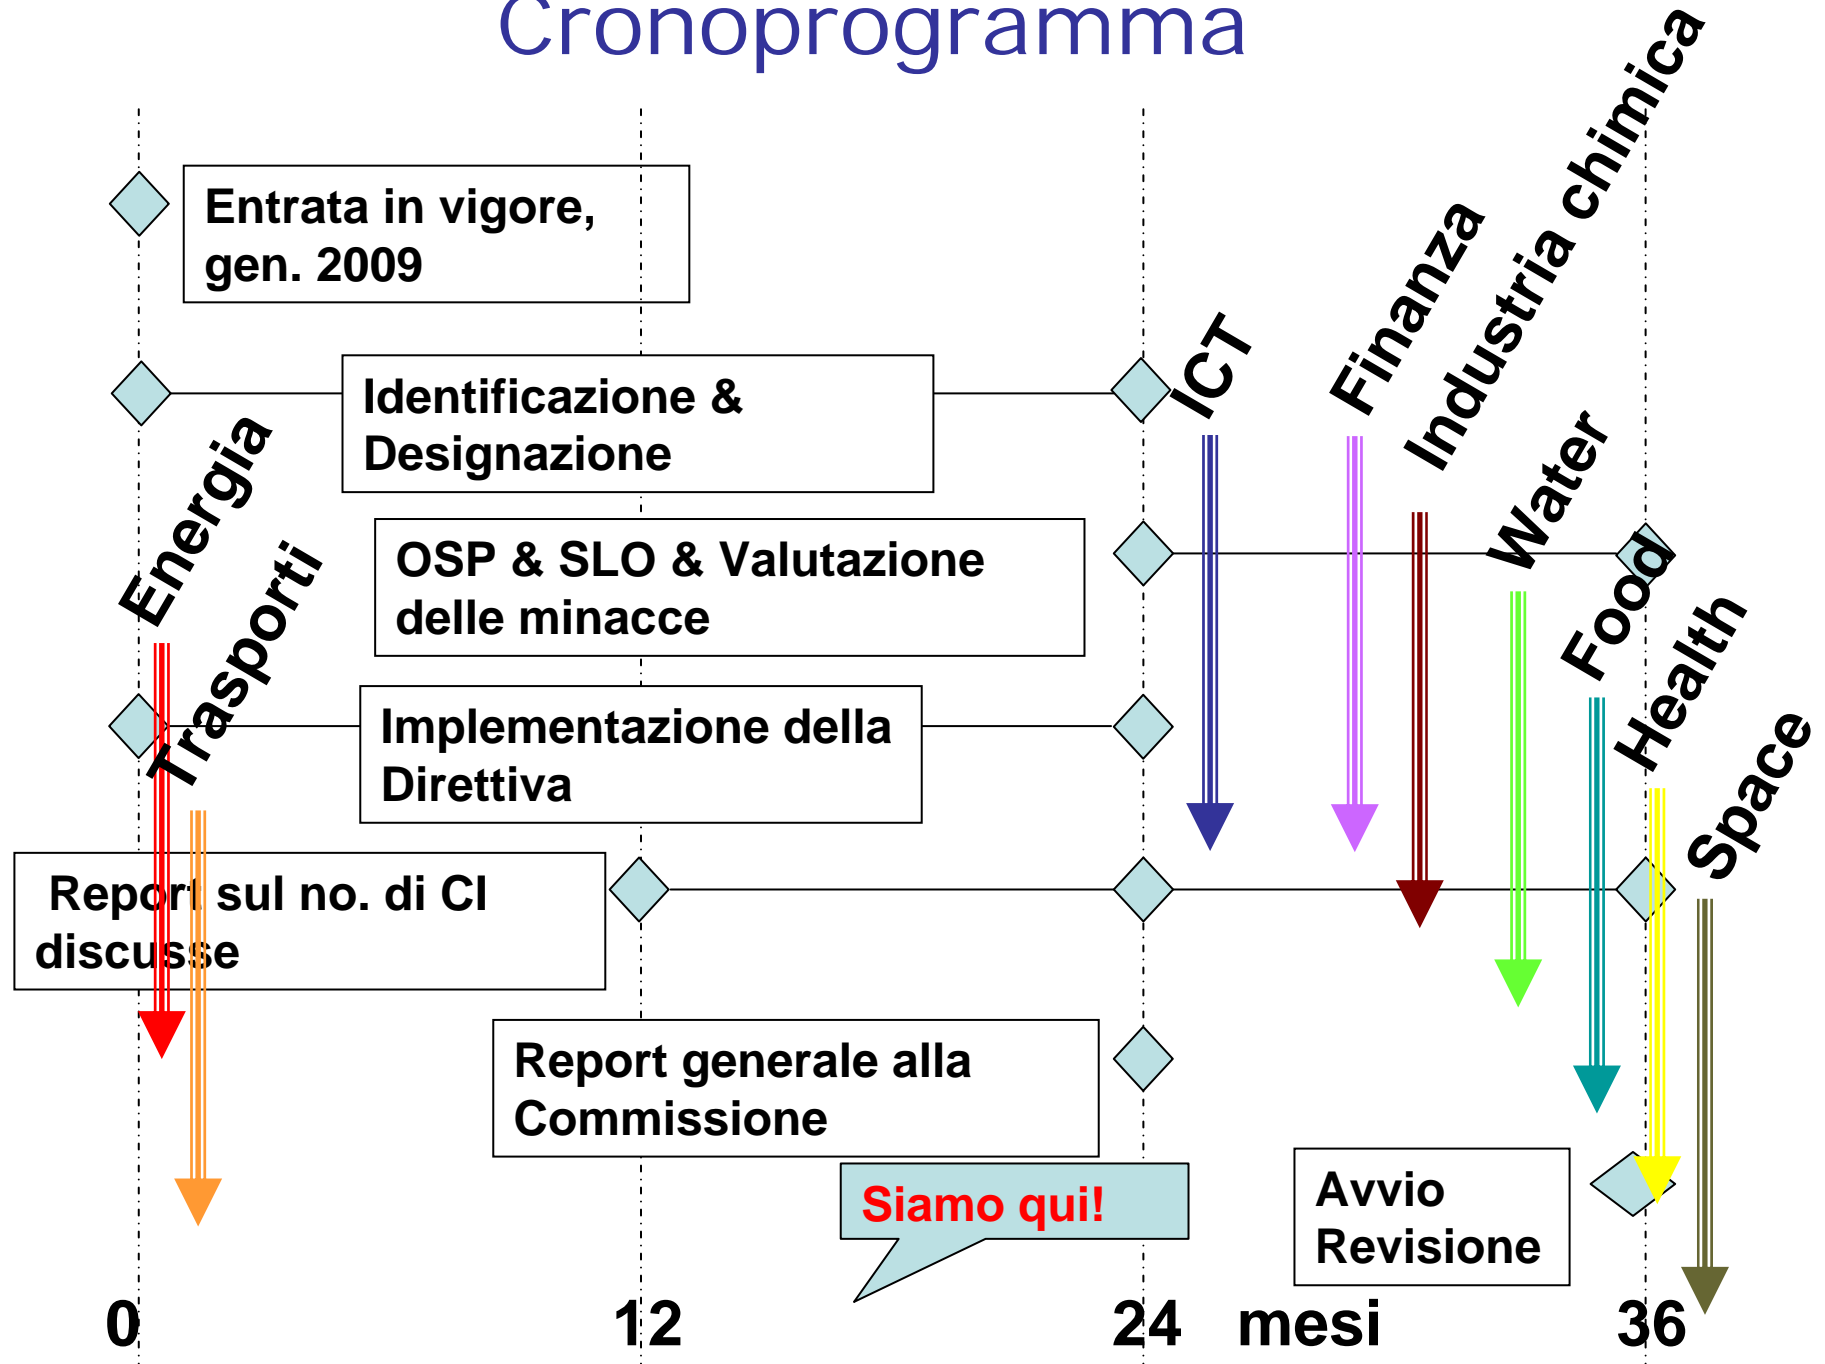 Cronoprogramma
Entrata in vigore,
gen. 2009
Identificazione &
Designazione
OSP & SLO & Valutazione
delle minacce
Implementazione della
Direttiva
Report sul no. di CI
discusse
Report generale alla
Commissione
Siamo qui!
Avvio
Revisione
Energia
Trasporti
ICT
Finanza
Industria chimica
Water
Food
Health
Space
0 12 24 mesi 36